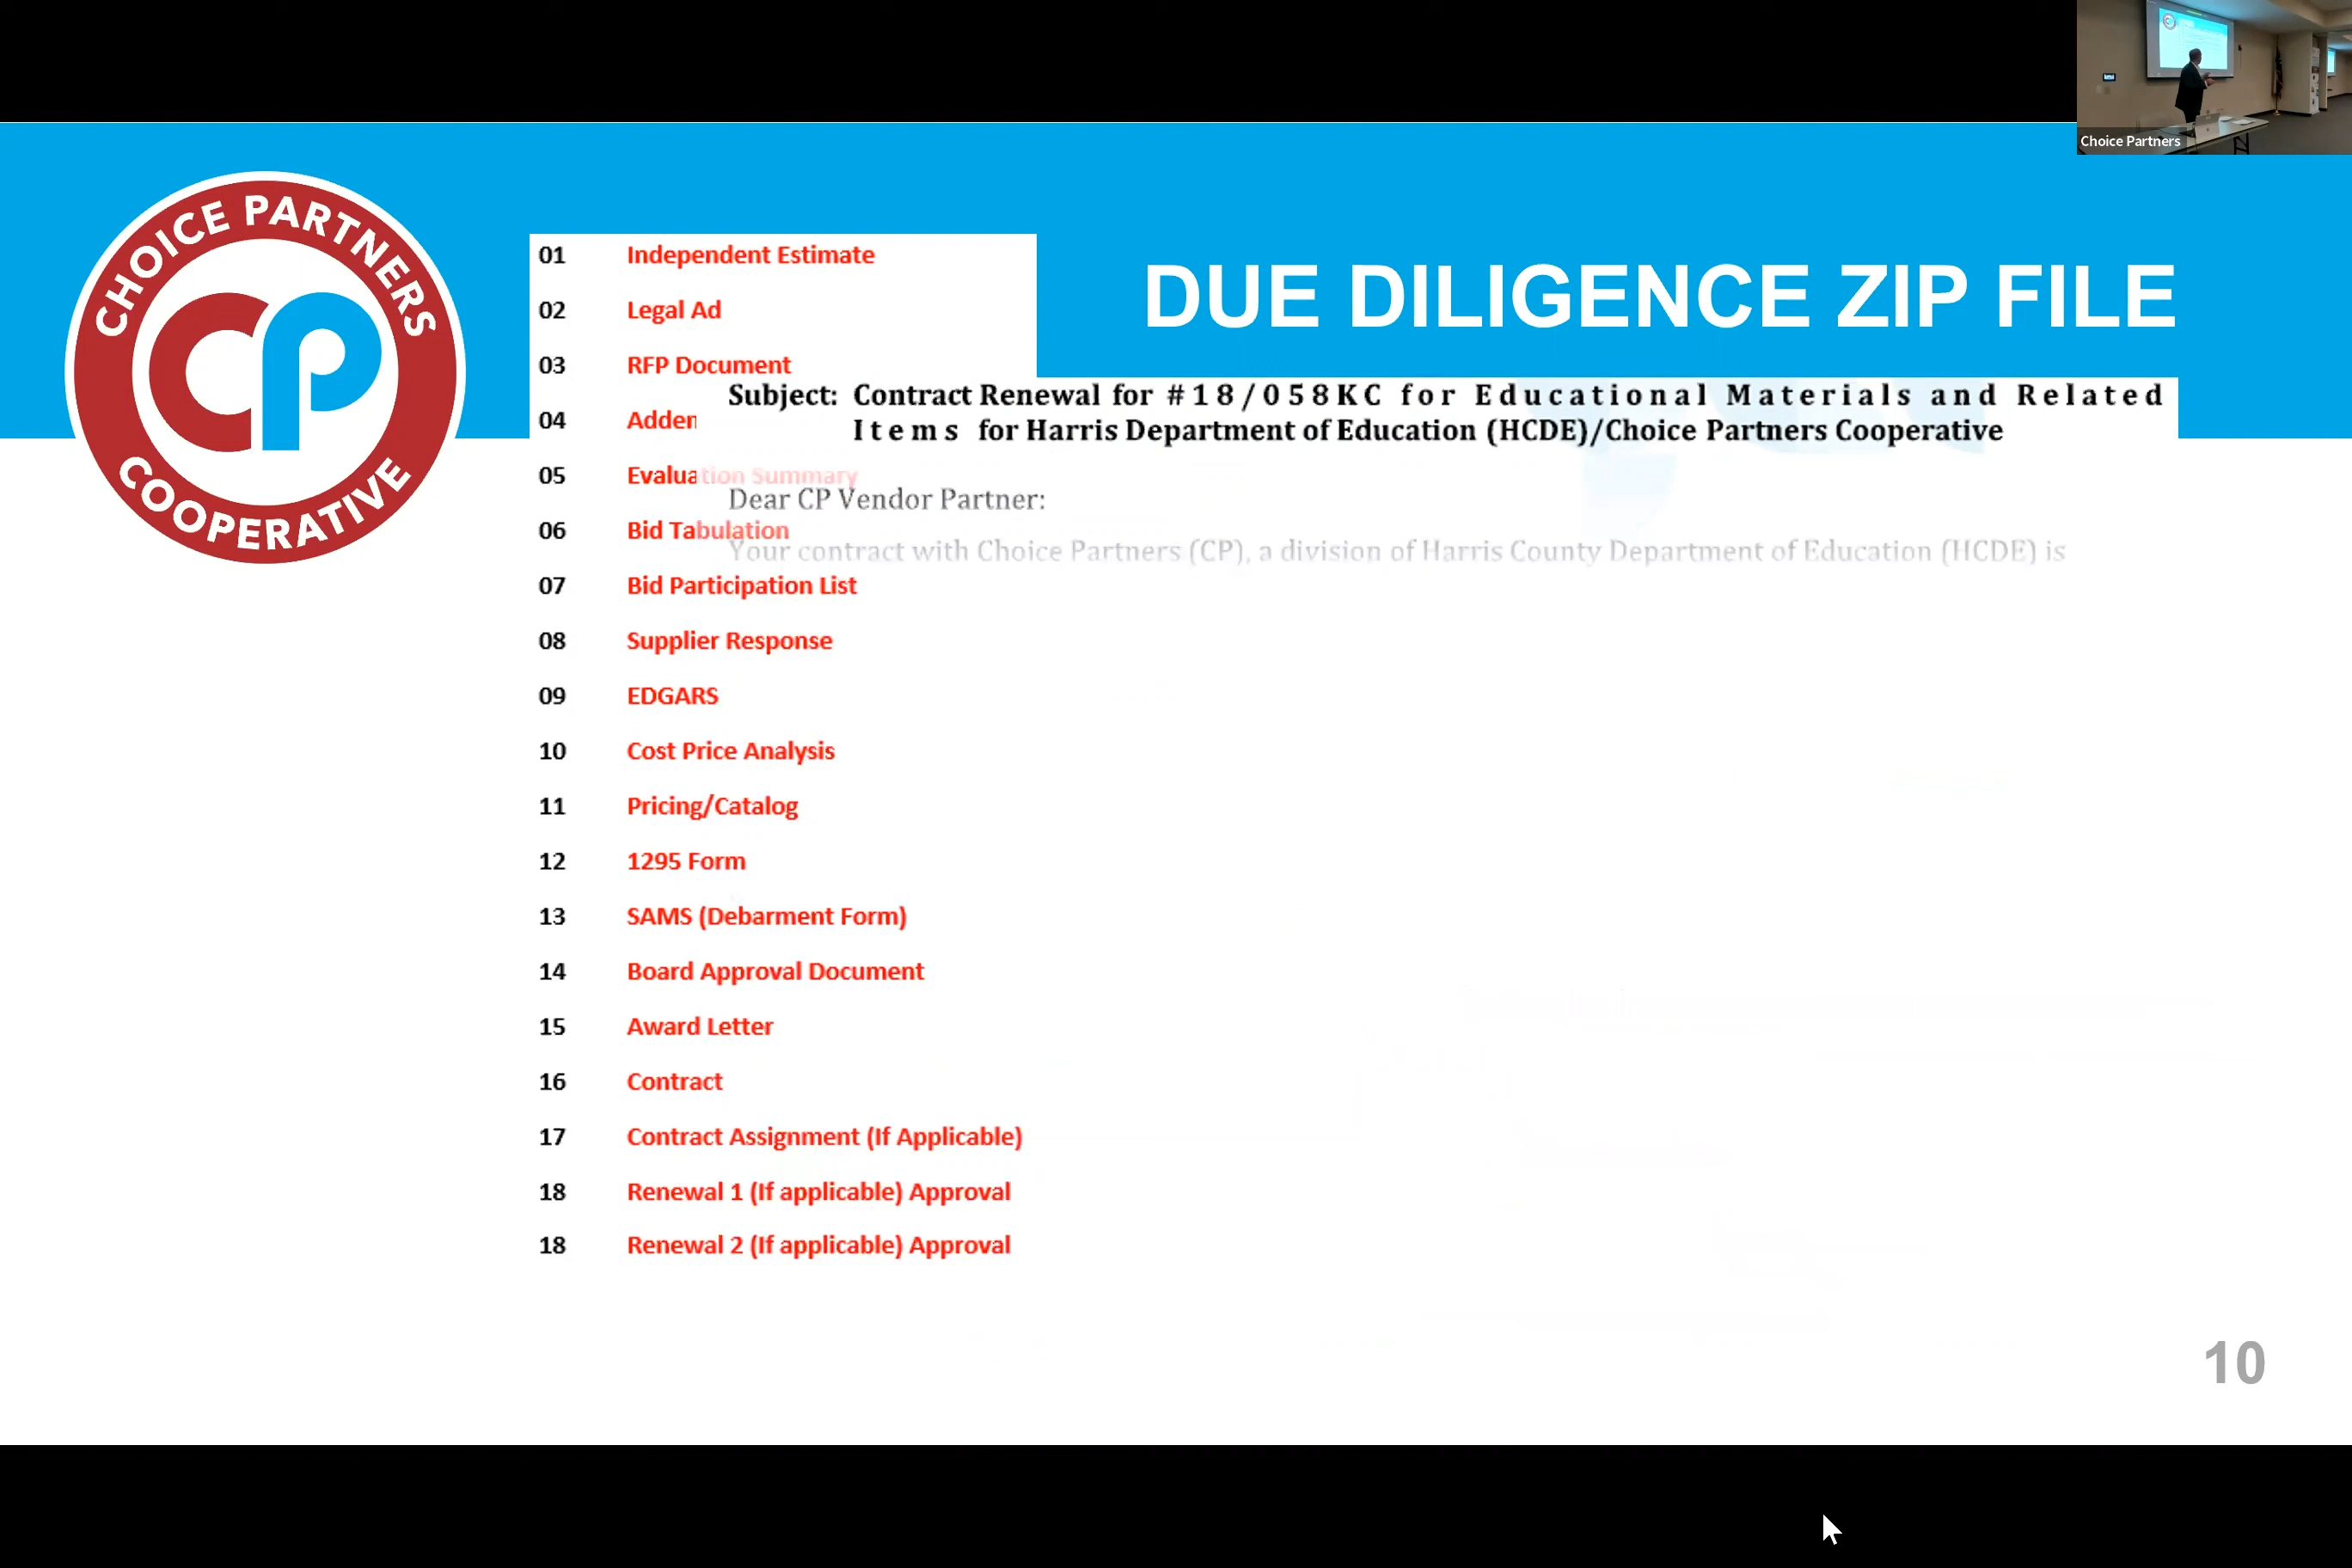 Choice Partners
CHOICE PARTNERS
CP
COOPERATIVE
DUE DILIGENCE ZIP FILE
01 Independent Estimate
02 Legal Ad
03 RFP Document
Subject: Contract Renewal for #18/058KC for Educational Materials and Related
Items for Harris Department of Education (HCDE)/Choice Partners Cooperative
04 Adden
05 Evaluation Summary
Dear CP Vendor Partner:
06 Bid Tabulation
Your contract with Choice Partners (CP), a division of Harris County Department of Education (HCDE) is
07 Bid Participation List
08 Supplier Response
09 EDGARS
10 Cost Price Analysis
11 Pricing/Catalog
12 1295 Form
13 SAMS (Debarment Form)
14 Board Approval Document
15 Award Letter
16 Contract
17 Contract Assignment (If Applicable)
18 Renewal 1 (If applicable) Approval
18 Renewal 2 (If applicable) Approval
10